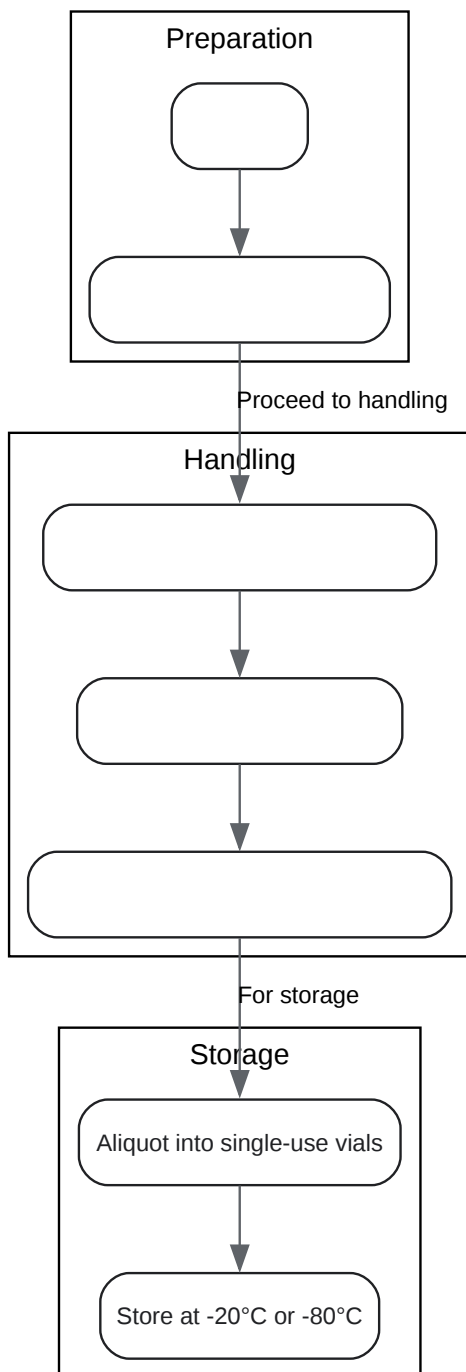 Preparation
Proceed to handling
Handling
For storage
Storage
Aliquot into single-use vials
Store at -20°C or -80°C